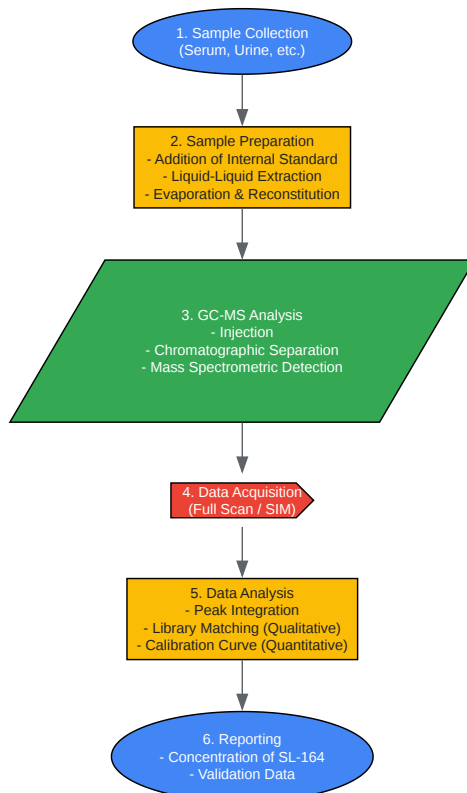 1. Sample Collection
(Serum, Urine, etc.)
2. Sample Preparation
- Addition of Internal Standard
- Liquid-Liquid Extraction
- Evaporation & Reconstitution
3. GC-MS Analysis
- Injection
- Chromatographic Separation
- Mass Spectrometric Detection
4. Data Acquisition
(Full Scan / SIM)
5. Data Analysis
- Peak Integration
- Library Matching (Qualitative)
- Calibration Curve (Quantitative)
6. Reporting
- Concentration of SL-164
- Validation Data